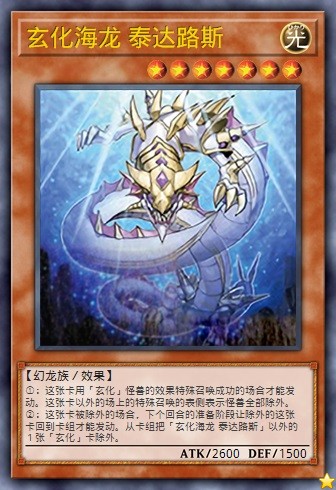 玄化海龙 泰达路斯
光
【幻龙族／效果】
①：这张卡用「玄化」怪兽的效果特殊召唤成功的场合才能发
动。这张卡以外的场上的特殊召唤的表侧表示怪兽全部除外。
②：这张卡被除外的场合，下个回合的准备阶段让除外的这张
卡回到卡组才能发动。从卡组把「玄化海龙 泰达路斯」以外的
１张「玄化」卡除外。
ATK/2600 DEF/1500